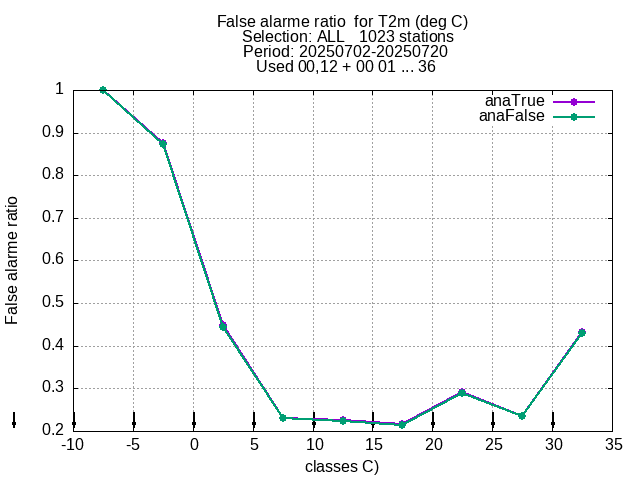 False alarme ratio  for T2m (deg C)
Selection: ALL   1023 stations
Period: 20250702-20250720
Used 00,12 + 00 01 ... 36
anaTrue
anaFalse
False alarme ratio
1
0.9
0.8
0.7
0.6
0.5
0.4
0.3
0.2
-10 -5 0 5 10 15 20 25 30 35
classes C)